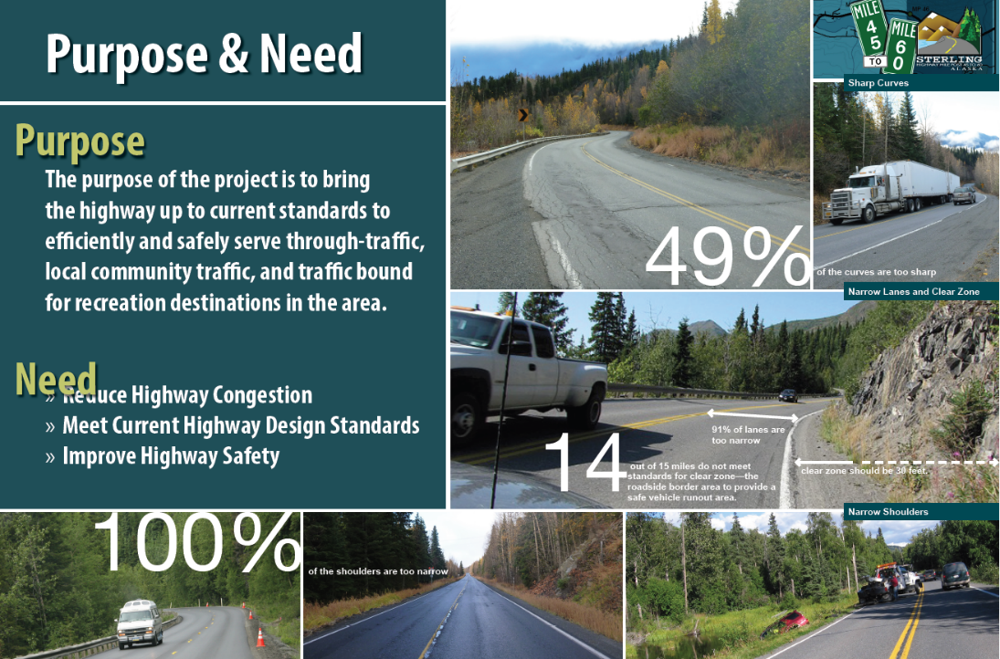 Purpose & Need
Purpose
The purpose of the project is to bring
the highway up to current standards to
efficiently and safely serve through-traffic,
local community traffic, and traffic bound
for recreation destinations in the area.
Need
» Reduce Highway Congestion
» Meet Current Highway Design Standards
» Improve Highway Safety
MILE
4
5
TO
MILE
6
0
STERLING
ALASKA
Sharp Curves
49%
of the curves are too sharp
Narrow Lanes and Clear Zone
91% of lanes are
too narrow
14
out of 15 miles do not meet
standards for clear zone—the
roadside border area to provide a
safe vehicle runout area.
clear zone should be 30 feet.
Narrow Shoulders
100%
of the shoulders are too narrow